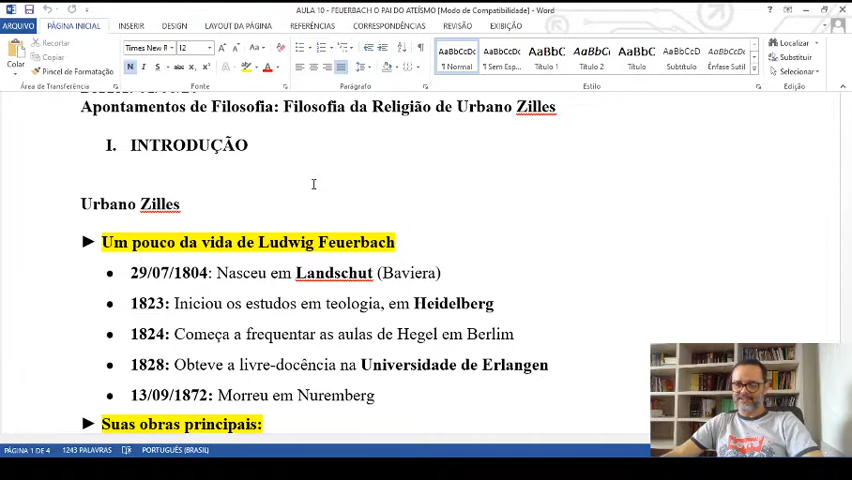 AULA 10 - FEUERBACH O PAI DO ATEÍSMO [Modo de Compatibilidade] - Word
ARQUIVO PÁGINA INICIAL INSERIR DESIGN LAYOUT DA PÁGINA REFERÊNCIAS CORRESPONDÊNCIAS REVISÃO EXIBIÇÃO
Colar
Recortar
Copiar
Pincel de Formatação
Área de Transferência
Times New R 12
N I S abc x₂ x²
Fonte
Parágrafo
AaBbCcDc AaBbCcDc AaBbC AaBbCc AaBbC AaBbCcD AaBbCcDc
¶ Normal ¶ Sem Esp... Título 1 Título 2 Título Subtítulo Ênfase Sutil
Estilo
Localizar
Substituir
Selecionar
Edição
Apontamentos de Filosofia: Filosofia da Religião de Urbano Zilles
I. INTRODUÇÃO
Urbano Zilles
► Um pouco da vida de Ludwig Feuerbach
• 29/07/1804: Nasceu em Landschut (Baviera)
• 1823: Iniciou os estudos em teologia, em Heidelberg
• 1824: Começa a frequentar as aulas de Hegel em Berlim
• 1828: Obteve a livre-docência na Universidade de Erlangen
• 13/09/1872: Morreu em Nuremberg
► Suas obras principais:
Levi's
PÁGINA 1 DE 4 1243 PALAVRAS PORTUGUÊS (BRASIL)